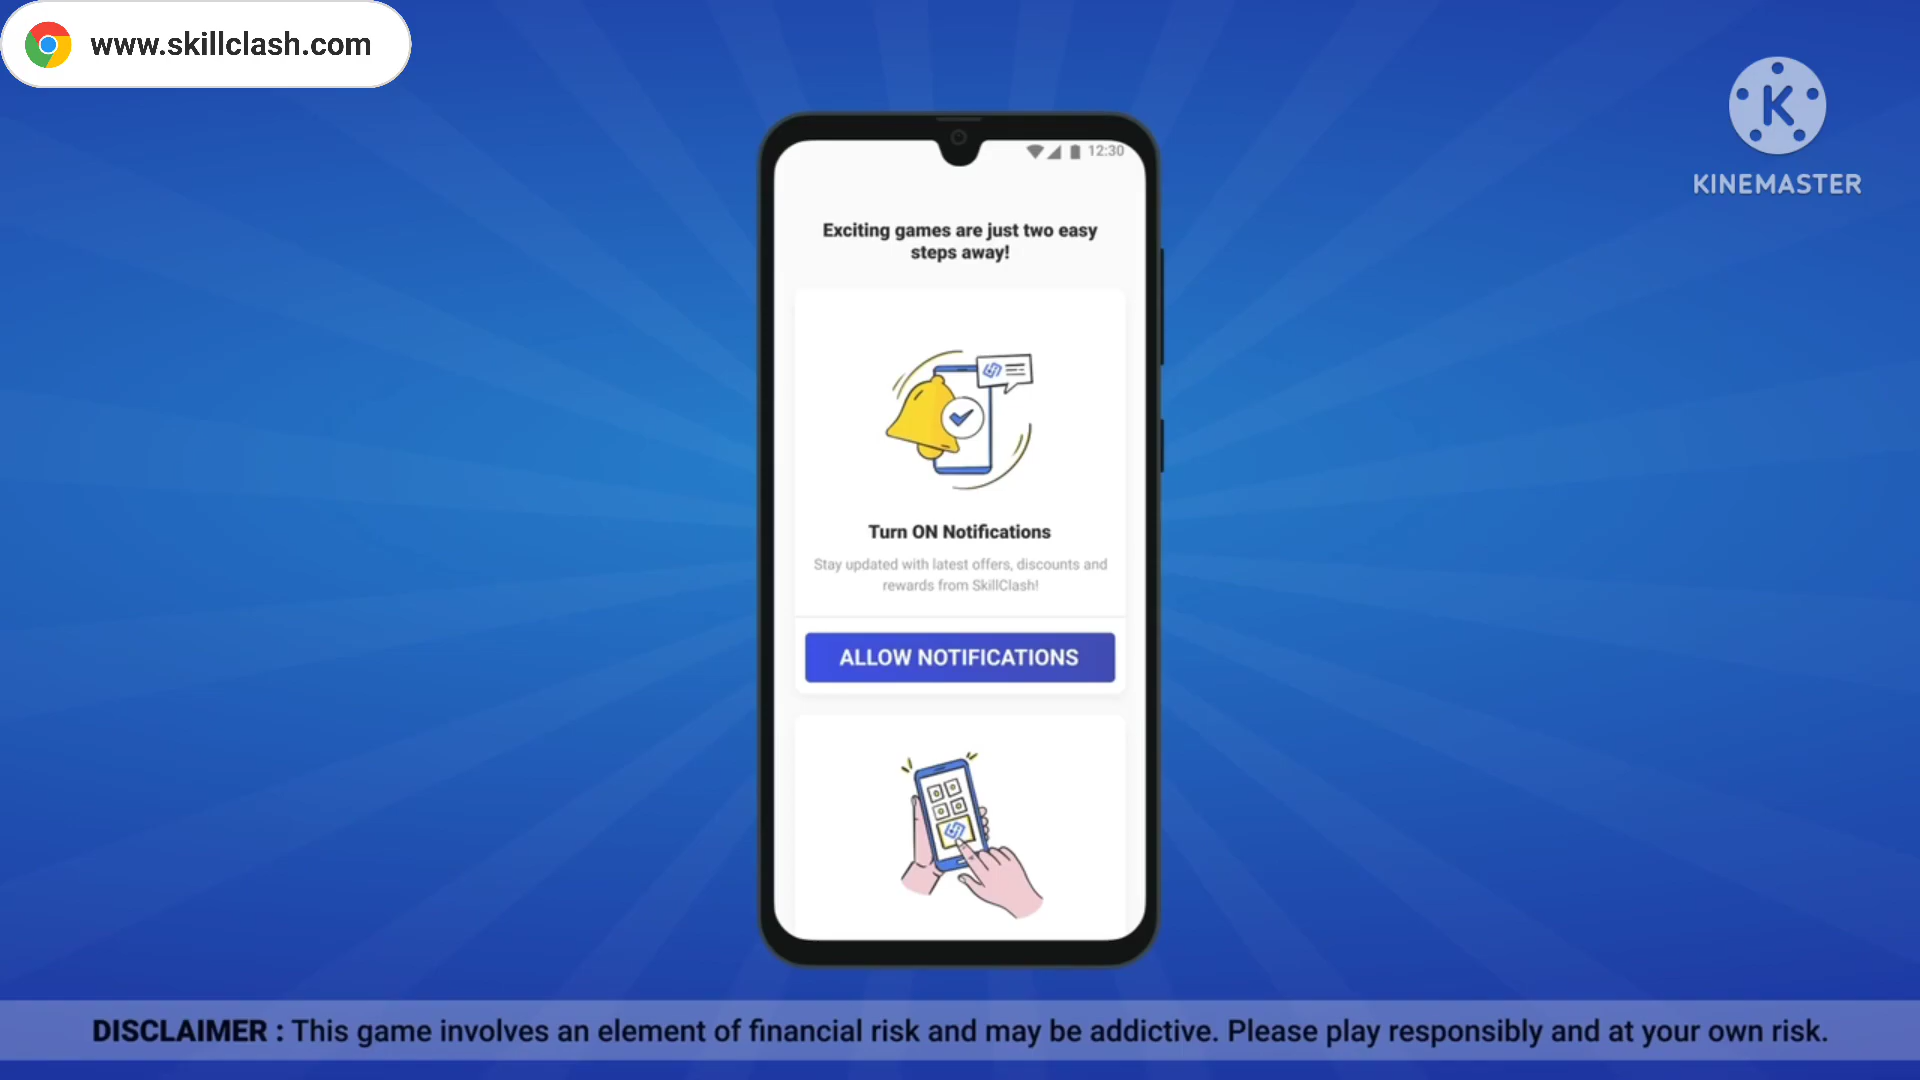 www.skillclash.com
K
KINEMASTER
12:30
Exciting games are just two easy
steps away!
Turn ON Notifications
Stay updated with latest offers, discounts and
rewards from SkillClash!
ALLOW NOTIFICATIONS
DISCLAIMER : This game involves an element of financial risk and may be addictive. Please play responsibly and at your own risk.